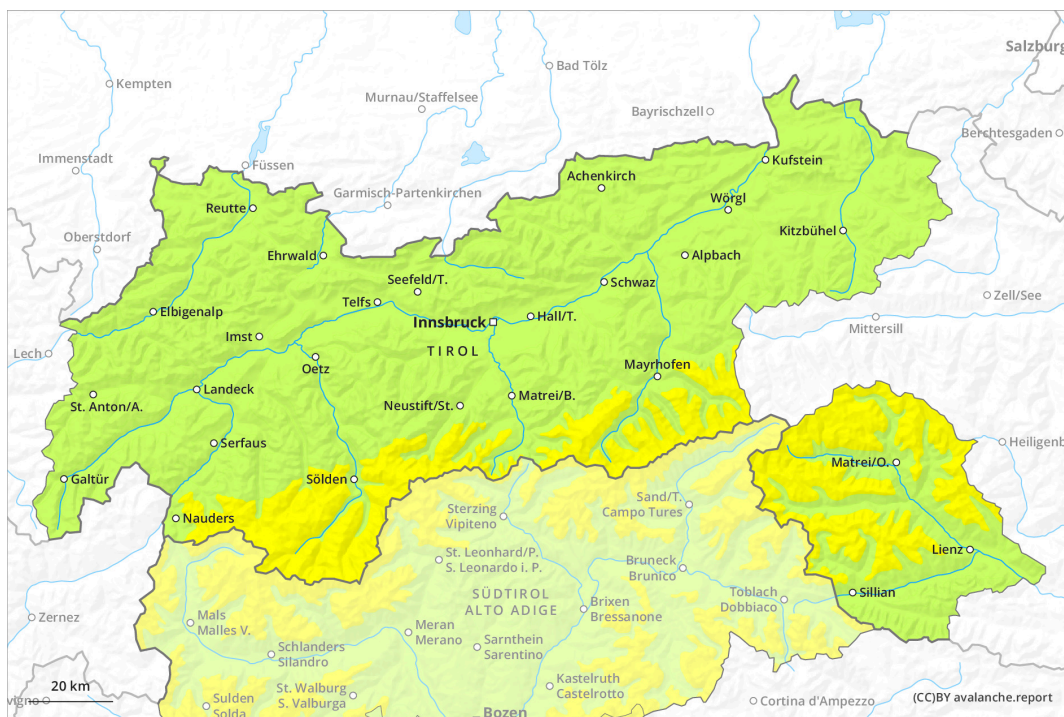 Salzburg
Kempten
Bad Tölz
Murnau/Staffelsee
Bayrischzell
Berchtesgaden
Immenstadt
Füssen
Kufstein
Achenkirch
Garmisch-Partenkirchen
Wörgl
Reutte
Kitzbühel
Oberstdorf
Ehrwald
Alpbach
Seefeld/T.
Schwaz
Zell/See
Telfs
Elbigenalp
Hall/T.
Innsbruck
Mittersill
Imst
Lech
TIROL
Oetz
Mayrhofen
Landeck
Matrei/B.
St. Anton/A.
Neustift/St.
Serfaus
Heiligenb
Matrei/O.
Galtür
Sölden
Sand/T.
Campo Tures
Sterzing
Vipiteno
Nauders
Lienz
St. Leonhard/P.
S. Leonardo i. P.
Bruneck
Brunico
Sillian
Toblach
Dobbiaco
SÜDTIROL
ALTO ADIGE
Brixen
Bressanone
Zernez
Mals
Malles V.
Meran
Merano
Sarnthein
Sarentino
Schlanders
Silandro
Kastelruth
Castelrotto
St. Walburg
S. Valburga
20 km
vigno
Sulden
Solda
Cortina d'Ampezzo
(CC)BY avalanche.report
Bozen